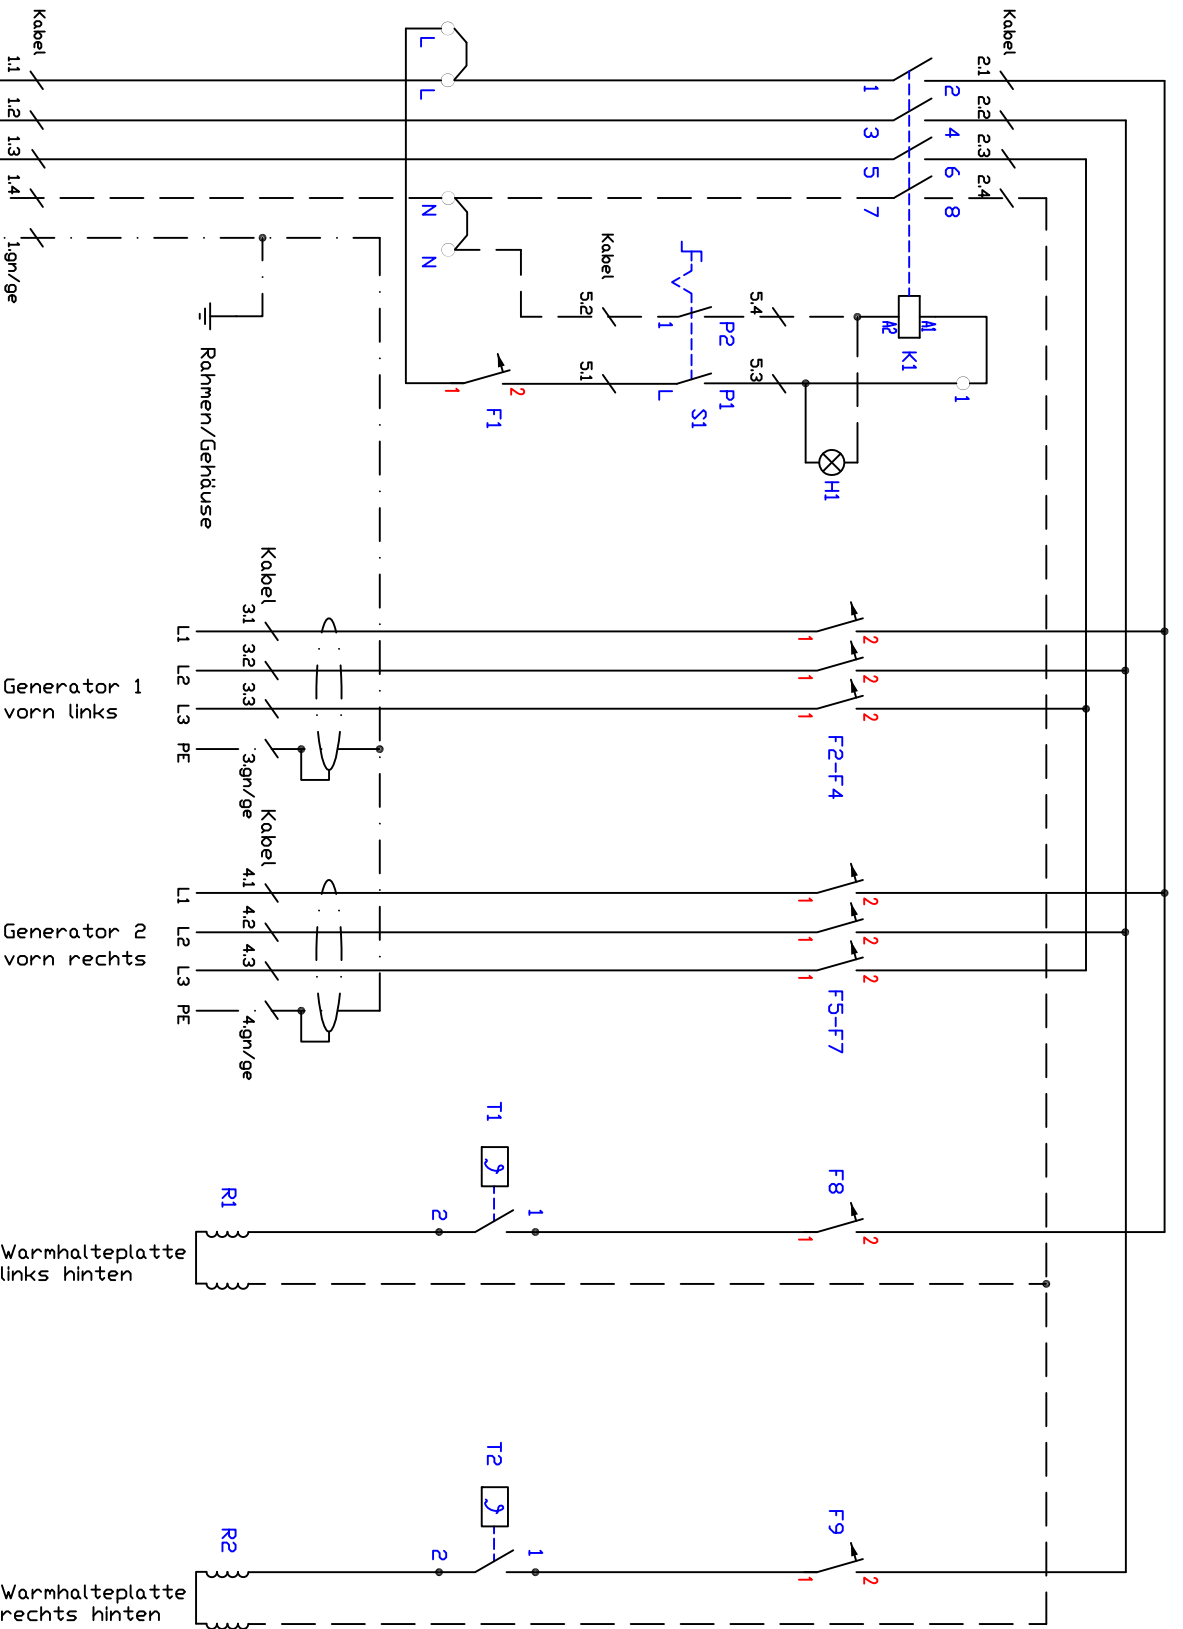 Kabel
1.1
1.2
1.3
1.4
1.gn/ge
L
L
N
N
1
3
5
7
2
4
6
8
Kabel
2.1
2.2
2.3
2.4
Rahmen/Gehäuse
Kabel
5.2
5.1
1
L
P2
P1
S1
5.4
5.3
A2
A1
K1
1
1
2
F1
H1
Kabel
3.1
3.2
3.3
3.gn/ge
L1
L2
L3
PE
Generator 1
vorn links
1
2
1
2
1
2
F2-F4
Kabel
4.1
4.2
4.3
4.gn/ge
L1
L2
L3
PE
Generator 2
vorn rechts
1
2
1
2
1
2
F5-F7
T1
ϑ
R1
2
1
F8
1
2
Warmhalteplatte
links hinten
T2
ϑ
R2
2
1
F9
1
2
Warmhalteplatte
rechts hinten